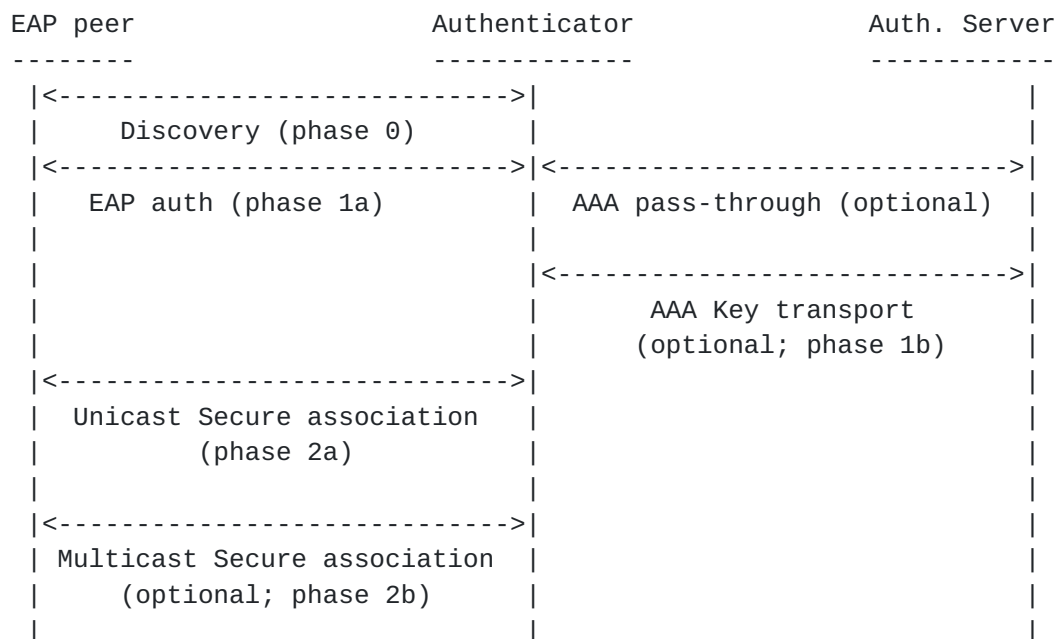 EAP peer                   Authenticator               Auth. Server
--------                   -------------               ------------
 |<----------------------------->|                               |
 |     Discovery (phase 0)       |                               |
 |<----------------------------->|<----------------------------->|
 |   EAP auth (phase 1a)         |  AAA pass-through (optional)  |
 |                               |                               |
 |                               |<----------------------------->|
 |                               |       AAA Key transport       |
 |                               |      (optional; phase 1b)     |
 |<----------------------------->|                               |
 |  Unicast Secure association   |                               |
 |          (phase 2a)           |                               |
 |                               |                               |
 |<----------------------------->|                               |
 | Multicast Secure association  |                               |
 |     (optional; phase 2b)      |                               |
 |                               |                               |